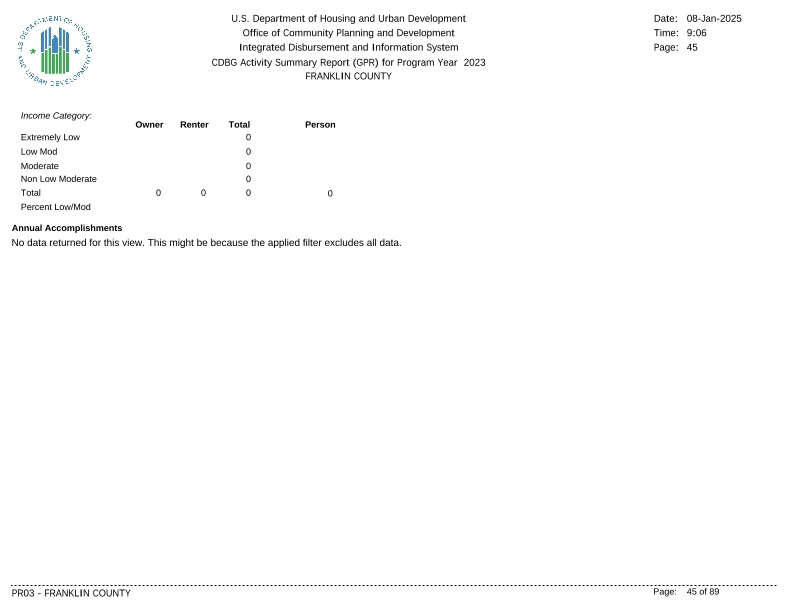 U.S. DEPARTMENT OF HOUSING
AND URBAN DEVELOPMENT
U.S. Department of Housing and Urban Development
Office of Community Planning and Development
Integrated Disbursement and Information System
CDBG Activity Summary Report (GPR) for Program Year 2023
FRANKLIN COUNTY
Date: 08-Jan-2025
Time: 9:06
Page: 45
Income Category:
Owner Renter Total Person
Extremely Low 0
Low Mod 0
Moderate 0
Non Low Moderate 0
Total 0 0 0 0
Percent Low/Mod
Annual Accomplishments
No data returned for this view. This might be because the applied filter excludes all data.
PR03 - FRANKLIN COUNTY Page: 45 of 89